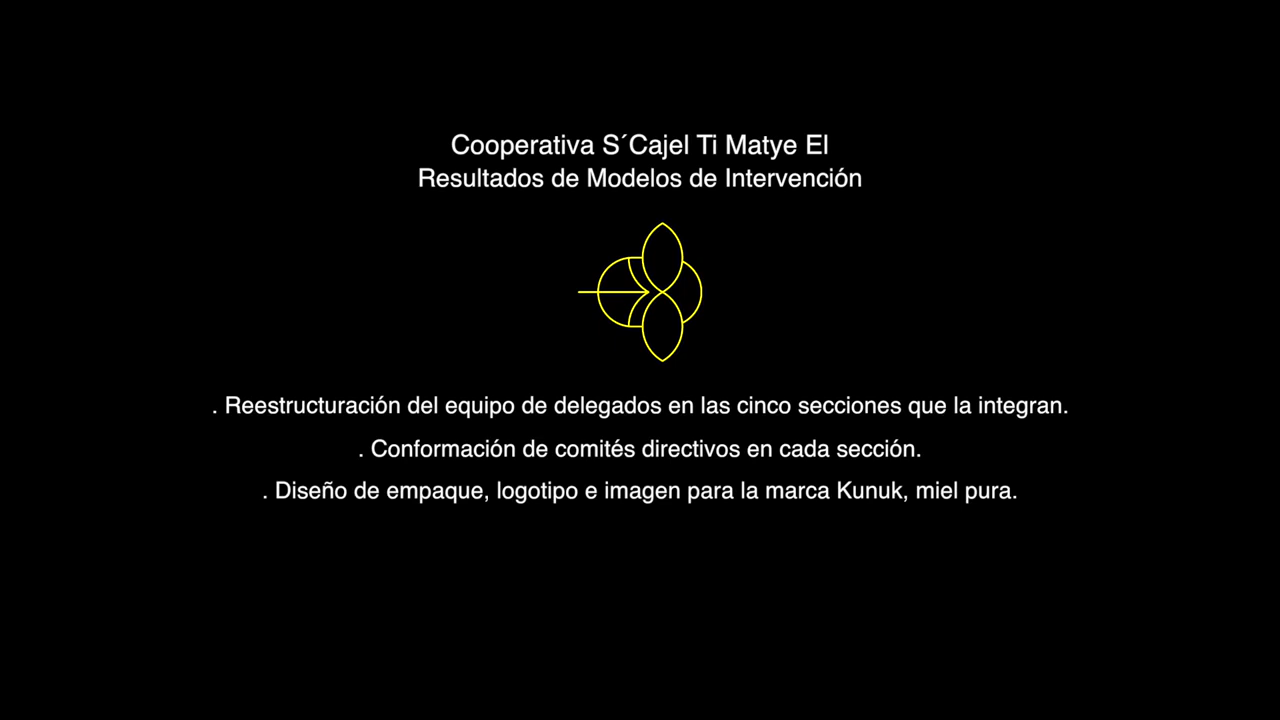 Cooperativa S´Cajel Ti Matye El
Resultados de Modelos de Intervención
. Reestructuración del equipo de delegados en las cinco secciones que la integran.
. Conformación de comités directivos en cada sección.
. Diseño de empaque, logotipo e imagen para la marca Kunuk, miel pura.